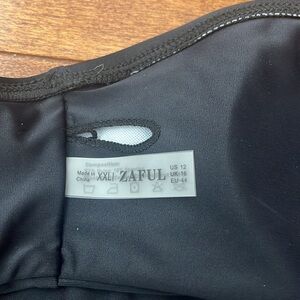 Composition
Made in China XXL ZAFUL
US 12
UK-16
EU-44